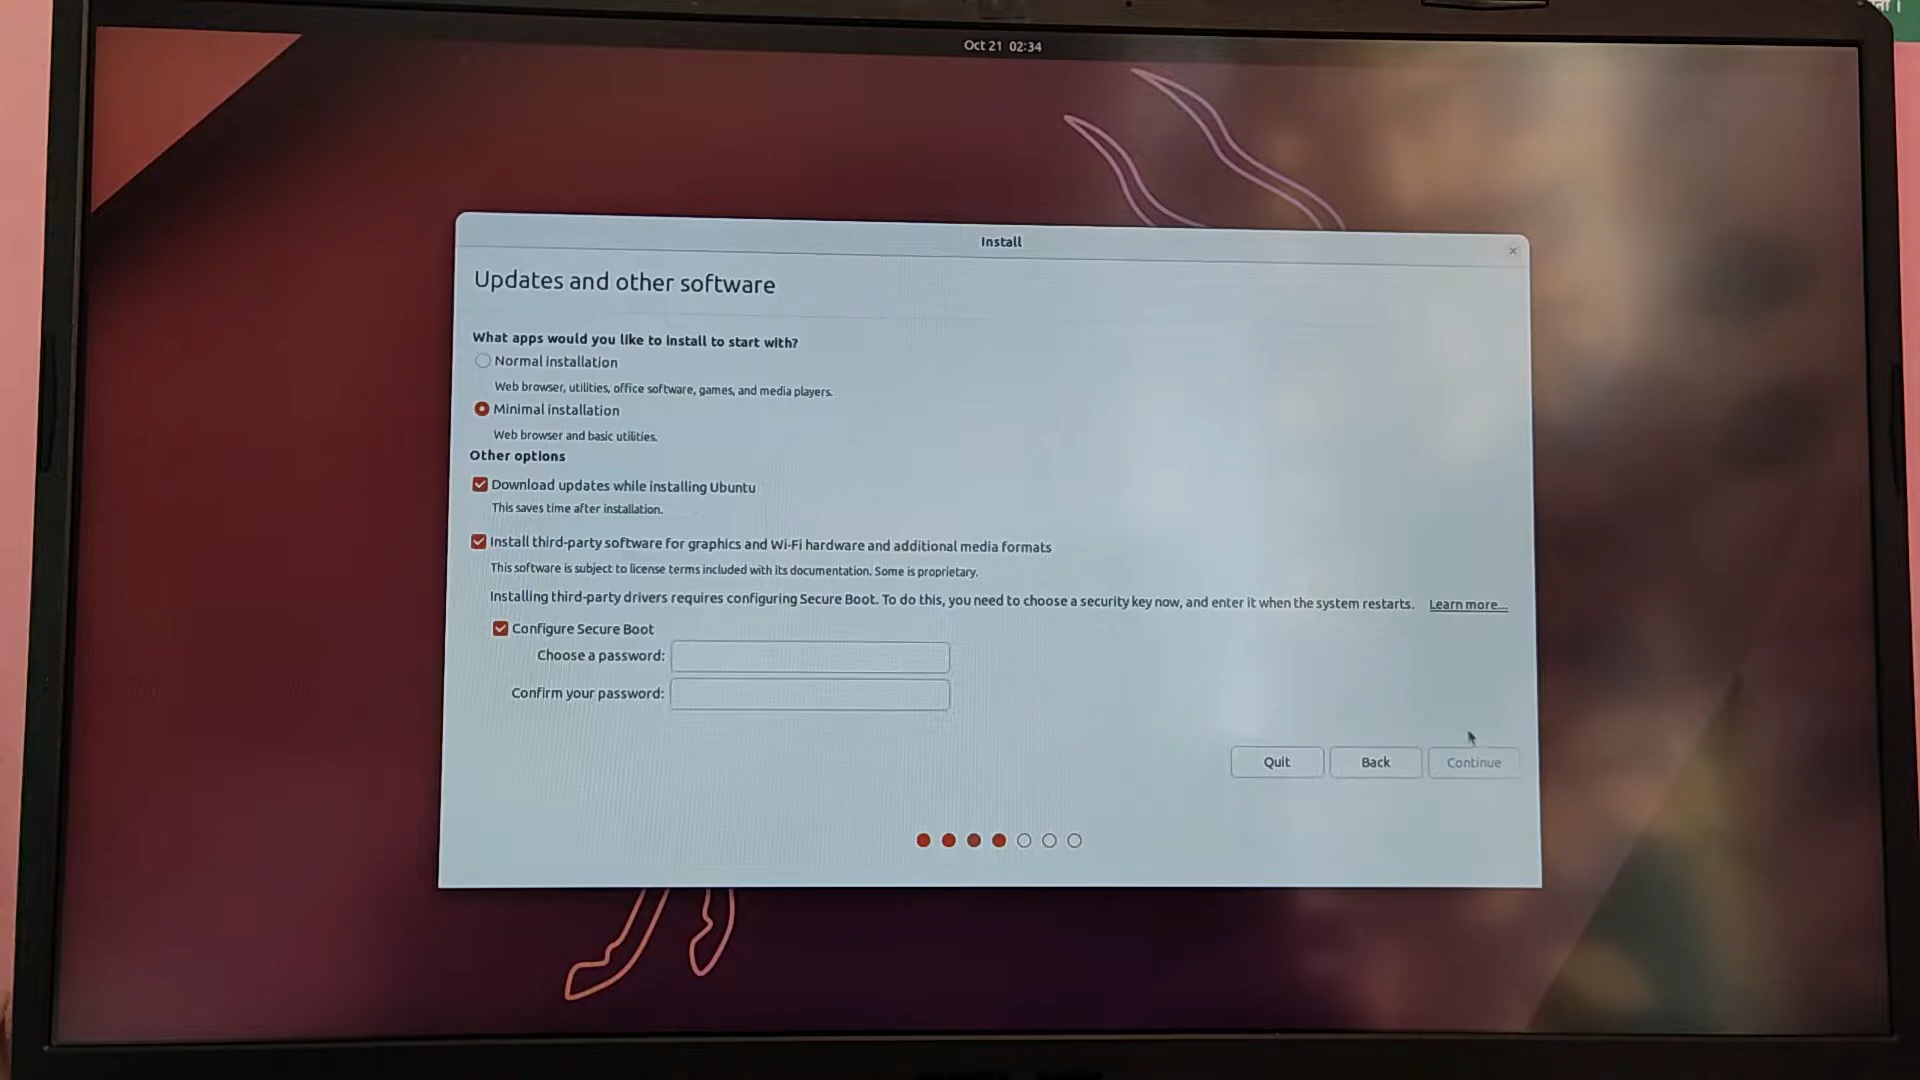 Oct 21 02:34
Install
Updates and other software
What apps would you like to install to start with?
Normal installation
Web browser, utilities, office software, games, and media players.
Minimal installation
Web browser and basic utilities.
Other options
Download updates while installing Ubuntu
This saves time after installation.
Install third-party software for graphics and Wi-Fi hardware and additional media formats
This software is subject to license terms included with its documentation. Some is proprietary.
Installing third-party drivers requires configuring Secure Boot. To do this, you need to choose a security key now, and enter it when the system restarts. Learn more...
Configure Secure Boot
Choose a password:
Confirm your password:
Quit Back Continue